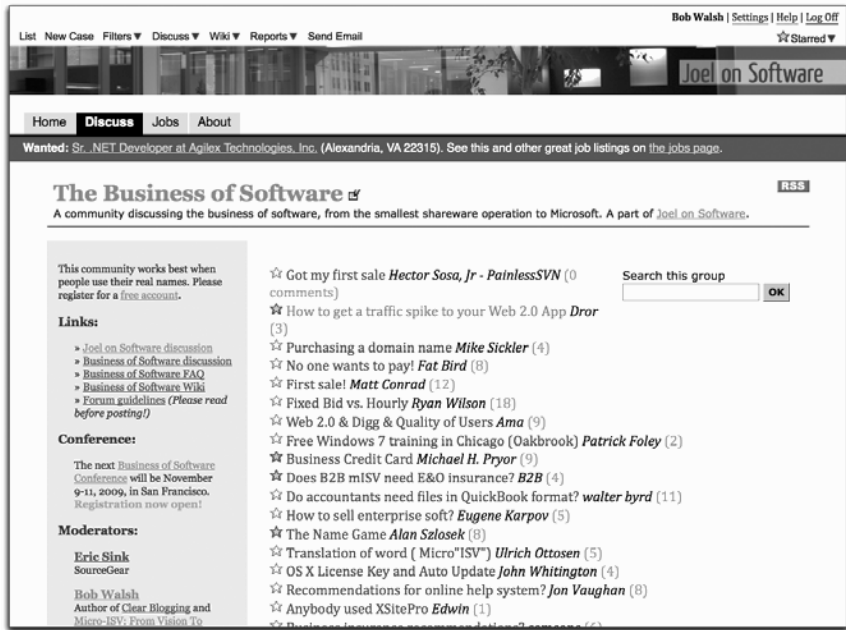 Bob Walsh | Settings | Help | Log Off
List New Case Filters▼ Discuss▼ Wiki▼ Reports▼ Send Email
☆Starred▼
Joel on Software
Home Discuss Jobs About
Wanted: Sr. .NET Developer at Agilex Technologies, Inc. (Alexandria, VA 22315). See this and other great job listings on the jobs page.
The Business of Software
RSS
A community discussing the business of software, from the smallest shareware operation to Microsoft. A part of Joel on Software.
This community works best when
people use their real names. Please
register for a free account.
Links:
» Joel on Software discussion
» Business of Software discussion
» Business of Software FAQ
» Business of Software Wiki
» Forum guidelines (Please read
before posting!)
Conference:
The next Business of Software
Conference will be November
9-11, 2009, in San Francisco.
Registration now open!
Moderators:
Eric Sink
SourceGear
Bob Walsh
Author of Clear Blogging and
Micro-ISV: From Vision To
☆ Got my first sale Hector Sosa, Jr - PainlessSVN (0
comments)
☆ How to get a traffic spike to your Web 2.0 App Dror
(3)
☆ Purchasing a domain name Mike Sickler (4)
☆ No one wants to pay! Fat Bird (8)
☆ First sale! Matt Conrad (12)
☆ Fixed Bid vs. Hourly Ryan Wilson (18)
☆ Web 2.0 & Digg & Quality of Users Ama (9)
☆ Free Windows 7 training in Chicago (Oakbrook) Patrick Foley (2)
☆ Business Credit Card Michael H. Pryor (9)
☆ Does B2B mISV need E&O insurance? B2B (4)
☆ Do accountants need files in QuickBook format? walter byrd (11)
☆ How to sell enterprise soft? Eugene Karpov (5)
☆ The Name Game Alan Szlosek (8)
☆ Translation of word ( Micro"ISV") Ulrich Ottosen (5)
☆ OS X License Key and Auto Update John Whitington (4)
☆ Recommendations for online help system? Jon Vaughan (8)
☆ Anybody used XSitePro Edwin (1)
☆ Business insurance recommendations? someone (6)
Search this group
OK